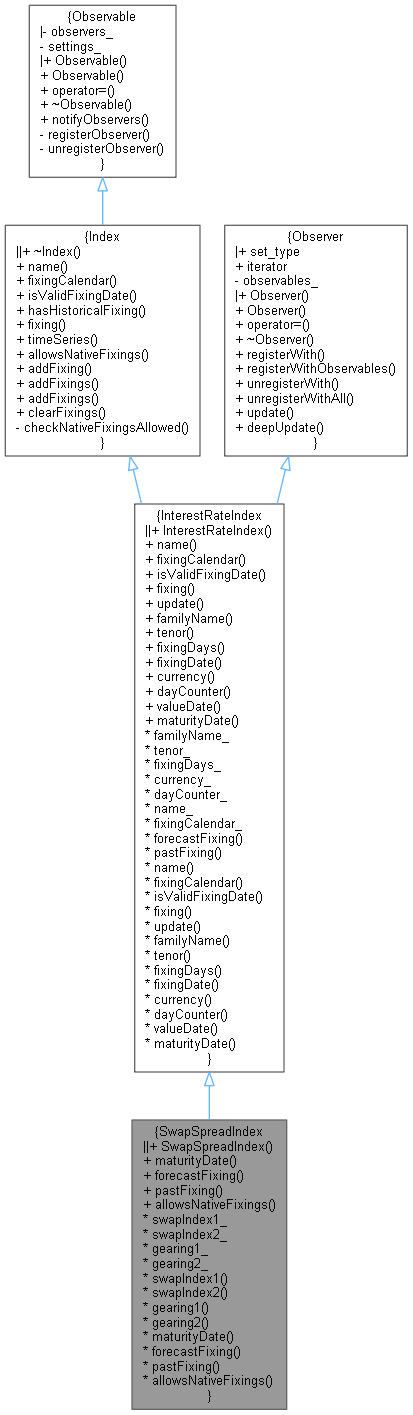 {Observable
|- observers_
- settings_
|+ Observable()
+ Observable()
+ operator=()
+ ~Observable()
+ notifyObservers()
- registerObserver()
- unregisterObserver()
}
{Index
||+ ~Index()
+ name()
+ fixingCalendar()
+ isValidFixingDate()
+ hasHistoricalFixing()
+ fixing()
+ timeSeries()
+ allowsNativeFixings()
+ addFixing()
+ addFixings()
+ addFixings()
+ clearFixings()
- checkNativeFixingsAllowed()
}
{Observer
|+ set_type
+ iterator
- observables_
|+ Observer()
+ Observer()
+ operator=()
+ ~Observer()
+ registerWith()
+ registerWithObservables()
+ unregisterWith()
+ unregisterWithAll()
+ update()
+ deepUpdate()
}
{InterestRateIndex
||+ InterestRateIndex()
+ name()
+ fixingCalendar()
+ isValidFixingDate()
+ fixing()
+ update()
+ familyName()
+ tenor()
+ fixingDays()
+ fixingDate()
+ currency()
+ dayCounter()
+ valueDate()
+ maturityDate()
* familyName_
* tenor_
* fixingDays_
* currency_
* dayCounter_
* name_
* fixingCalendar_
* forecastFixing()
* pastFixing()
* name()
* fixingCalendar()
* isValidFixingDate()
* fixing()
* update()
* familyName()
* tenor()
* fixingDays()
* fixingDate()
* currency()
* dayCounter()
* valueDate()
* maturityDate()
}
{SwapSpreadIndex
||+ SwapSpreadIndex()
+ maturityDate()
+ forecastFixing()
+ pastFixing()
+ allowsNativeFixings()
* swapIndex1_
* swapIndex2_
* gearing1_
* gearing2_
* swapIndex1()
* swapIndex2()
* gearing1()
* gearing2()
* maturityDate()
* forecastFixing()
* pastFixing()
* allowsNativeFixings()
}